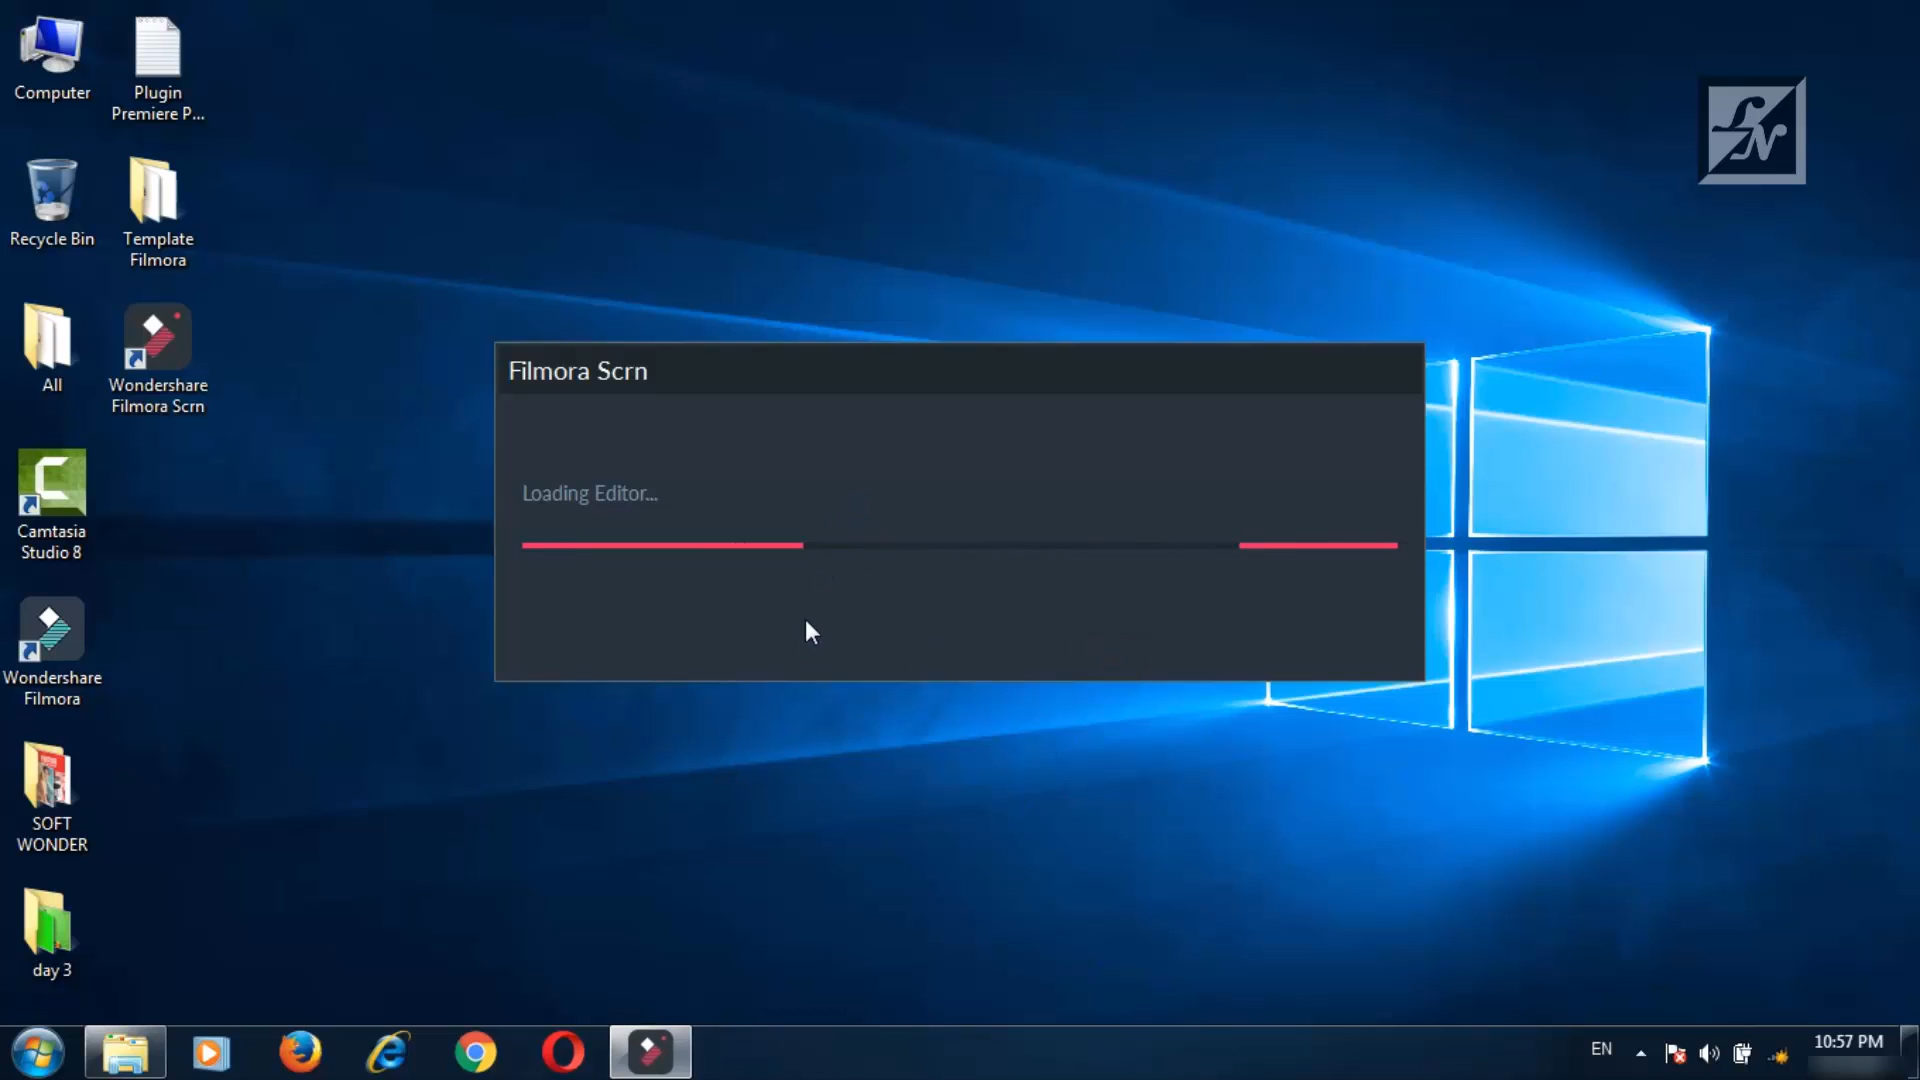 Computer
Plugin
Premiere P...
Recycle Bin
Template
Filmora
All
Wondershare
Filmora Scrn
Camtasia
Studio 8
Wondershare
Filmora
SOFT
WONDER
day 3
Filmora Scrn
Loading Editor...
EN
10:57 PM